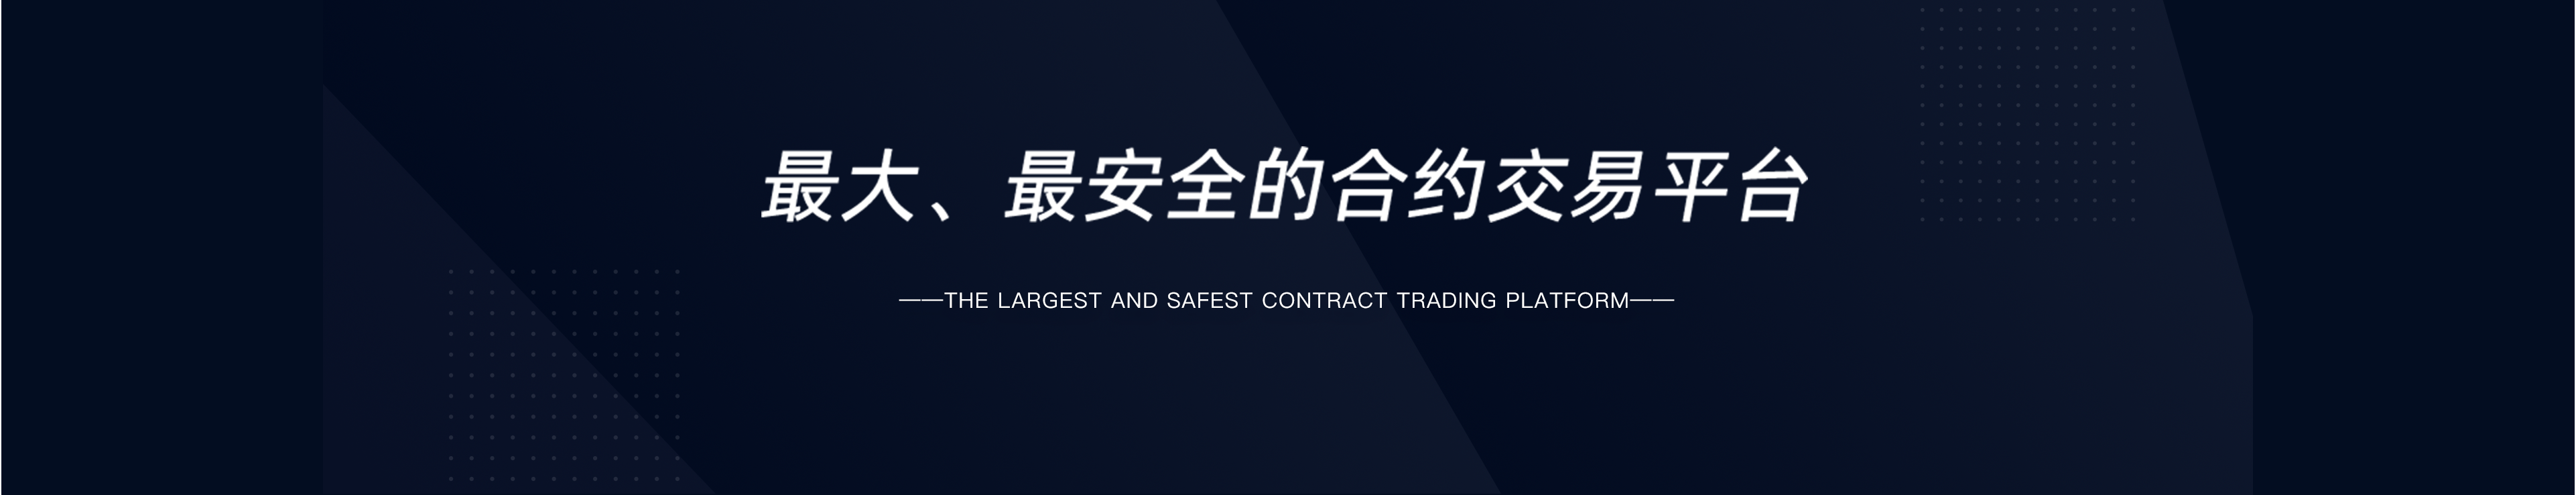 最大、最安全的合约交易平台
——THE LARGEST AND SAFEST CONTRACT TRADING PLATFORM——